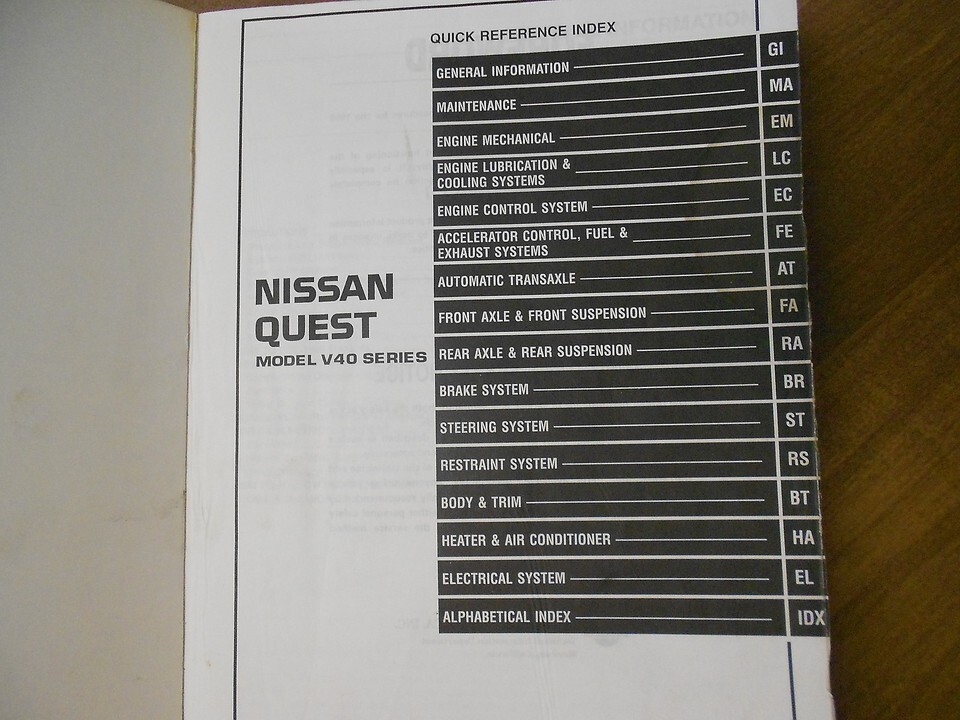 QUICK REFERENCE INDEX
GENERAL INFORMATION GI
MAINTENANCE MA
ENGINE MECHANICAL EM
ENGINE LUBRICATION &
COOLING SYSTEMS LC
ENGINE CONTROL SYSTEM EC
ACCELERATOR CONTROL, FUEL &
EXHAUST SYSTEMS FE
AUTOMATIC TRANSAXLE AT
FRONT AXLE & FRONT SUSPENSION FA
REAR AXLE & REAR SUSPENSION RA
BRAKE SYSTEM BR
STEERING SYSTEM ST
RESTRAINT SYSTEM RS
BODY & TRIM BT
HEATER & AIR CONDITIONER HA
ELECTRICAL SYSTEM EL
ALPHABETICAL INDEX IDX
NISSAN
QUEST
MODEL V40 SERIES